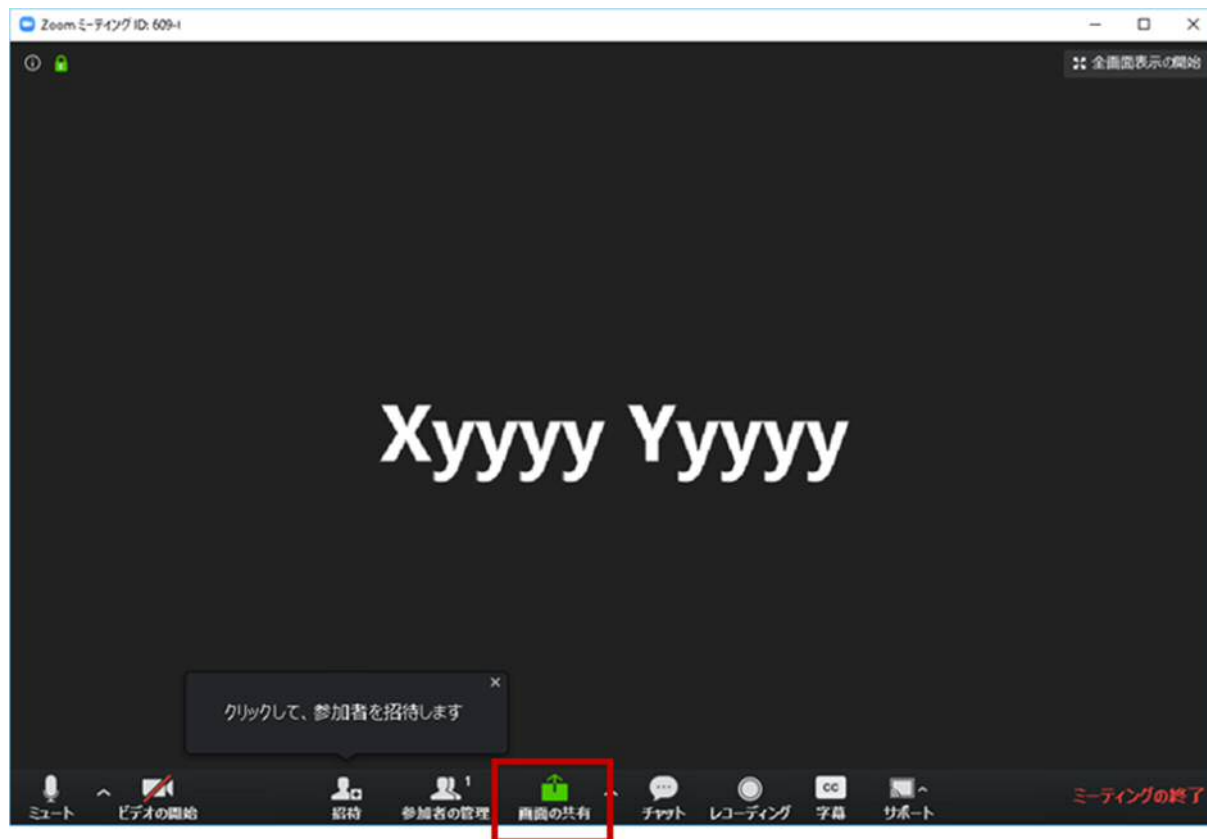 Zoom ミーティング ID: 609-
全画面表示の開始
Xyyyy Yyyyy
クリックして、参加者を招待します
ミュート ビデオの開始 招待 参加者の管理 1 画面の共有 チャット レコーディング CC 字幕 サポート ミーティングの終了